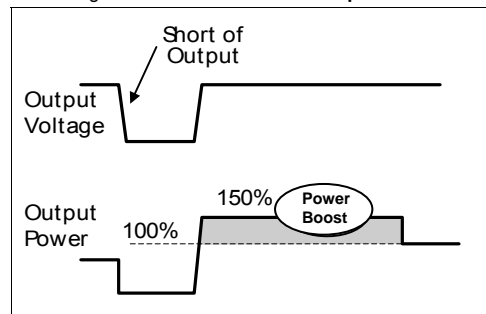 Short of
Output
Output
Voltage
150%
Power
Boost
Output
Power
100%